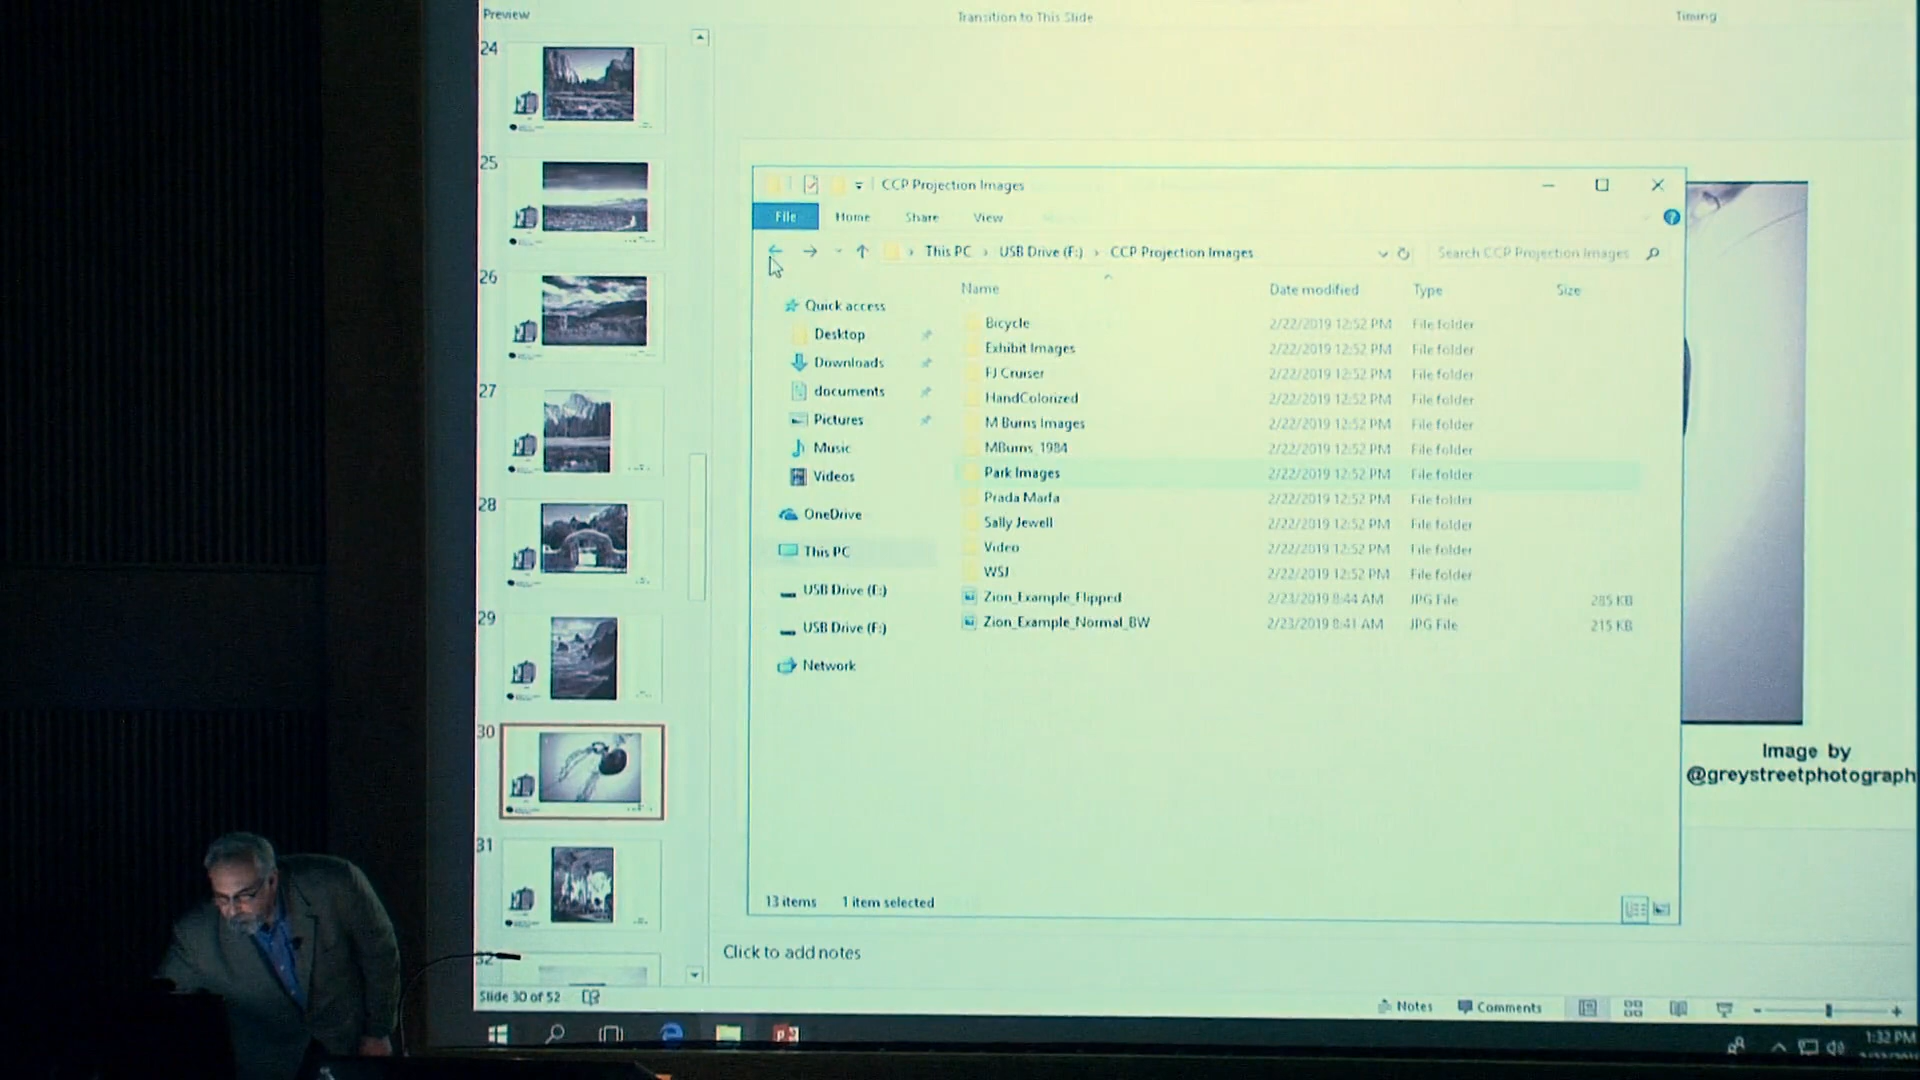 Preview
Transition to This Slide
Timing
24
25
26
27
28
29
30
31
32
CCP Projection Images
File Home Share View
This PC › USB Drive (F:) › CCP Projection Images
Search CCP Projection Images
Name Date modified Type Size
Quick access
Desktop
Downloads
documents
Pictures
Music
Videos
OneDrive
This PC
USB Drive (E:)
USB Drive (F:)
Network
Bicycle 2/22/2019 12:52 PM File folder
Exhibit Images 2/22/2019 12:52 PM File folder
FJ Cruiser 2/22/2019 12:52 PM File folder
HandColorized 2/22/2019 12:52 PM File folder
M Burns Images 2/22/2019 12:52 PM File folder
MBurns_1984 2/22/2019 12:52 PM File folder
Park Images 2/22/2019 12:52 PM File folder
Prada Marfa 2/22/2019 12:52 PM File folder
Sally Jewell 2/22/2019 12:52 PM File folder
Video 2/22/2019 12:52 PM File folder
WSJ 2/22/2019 12:52 PM File folder
Zion_Example_Flipped 2/23/2019 8:44 AM JPG File 285 KB
Zion_Example_Normal_BW 2/23/2019 8:41 AM JPG File 215 KB
13 items 1 item selected
Image by
@greystreetphotograph
Click to add notes
Slide 30 of 52
Notes Comments
1:32 PM